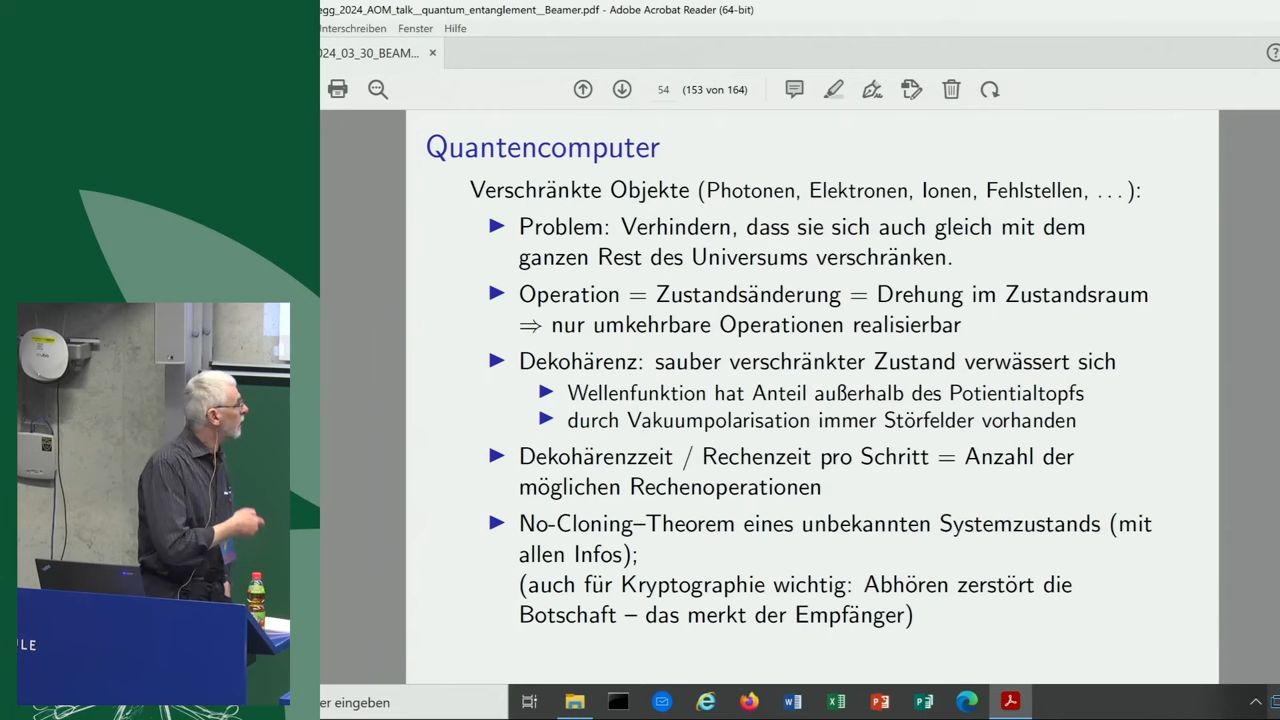 egg_2024_AOM_talk__quantum_entanglement__Beamer.pdf - Adobe Acrobat Reader (64-bit)
Unterschreiben Fenster Hilfe
024_03_30_BEAM... ×
54 (153 von 164)
Quantencomputer
Verschränkte Objekte (Photonen, Elektronen, Ionen, Fehlstellen, ...):
▶ Problem: Verhindern, dass sie sich auch gleich mit dem
ganzen Rest des Universums verschränken.
▶ Operation = Zustandsänderung = Drehung im Zustandsraum
⇒ nur umkehrbare Operationen realisierbar
▶ Dekohärenz: sauber verschränkter Zustand verwässert sich
▶ Wellenfunktion hat Anteil außerhalb des Potentialtopfs
▶ durch Vakuumpolarisation immer Störfelder vorhanden
▶ Dekohärenzzeit / Rechenzeit pro Schritt = Anzahl der
möglichen Rechenoperationen
▶ No-Cloning–Theorem eines unbekannten Systemzustands (mit
allen Infos);
(auch für Kryptographie wichtig: Abhören zerstört die
Botschaft – das merkt der Empfänger)
ULE
er eingeben